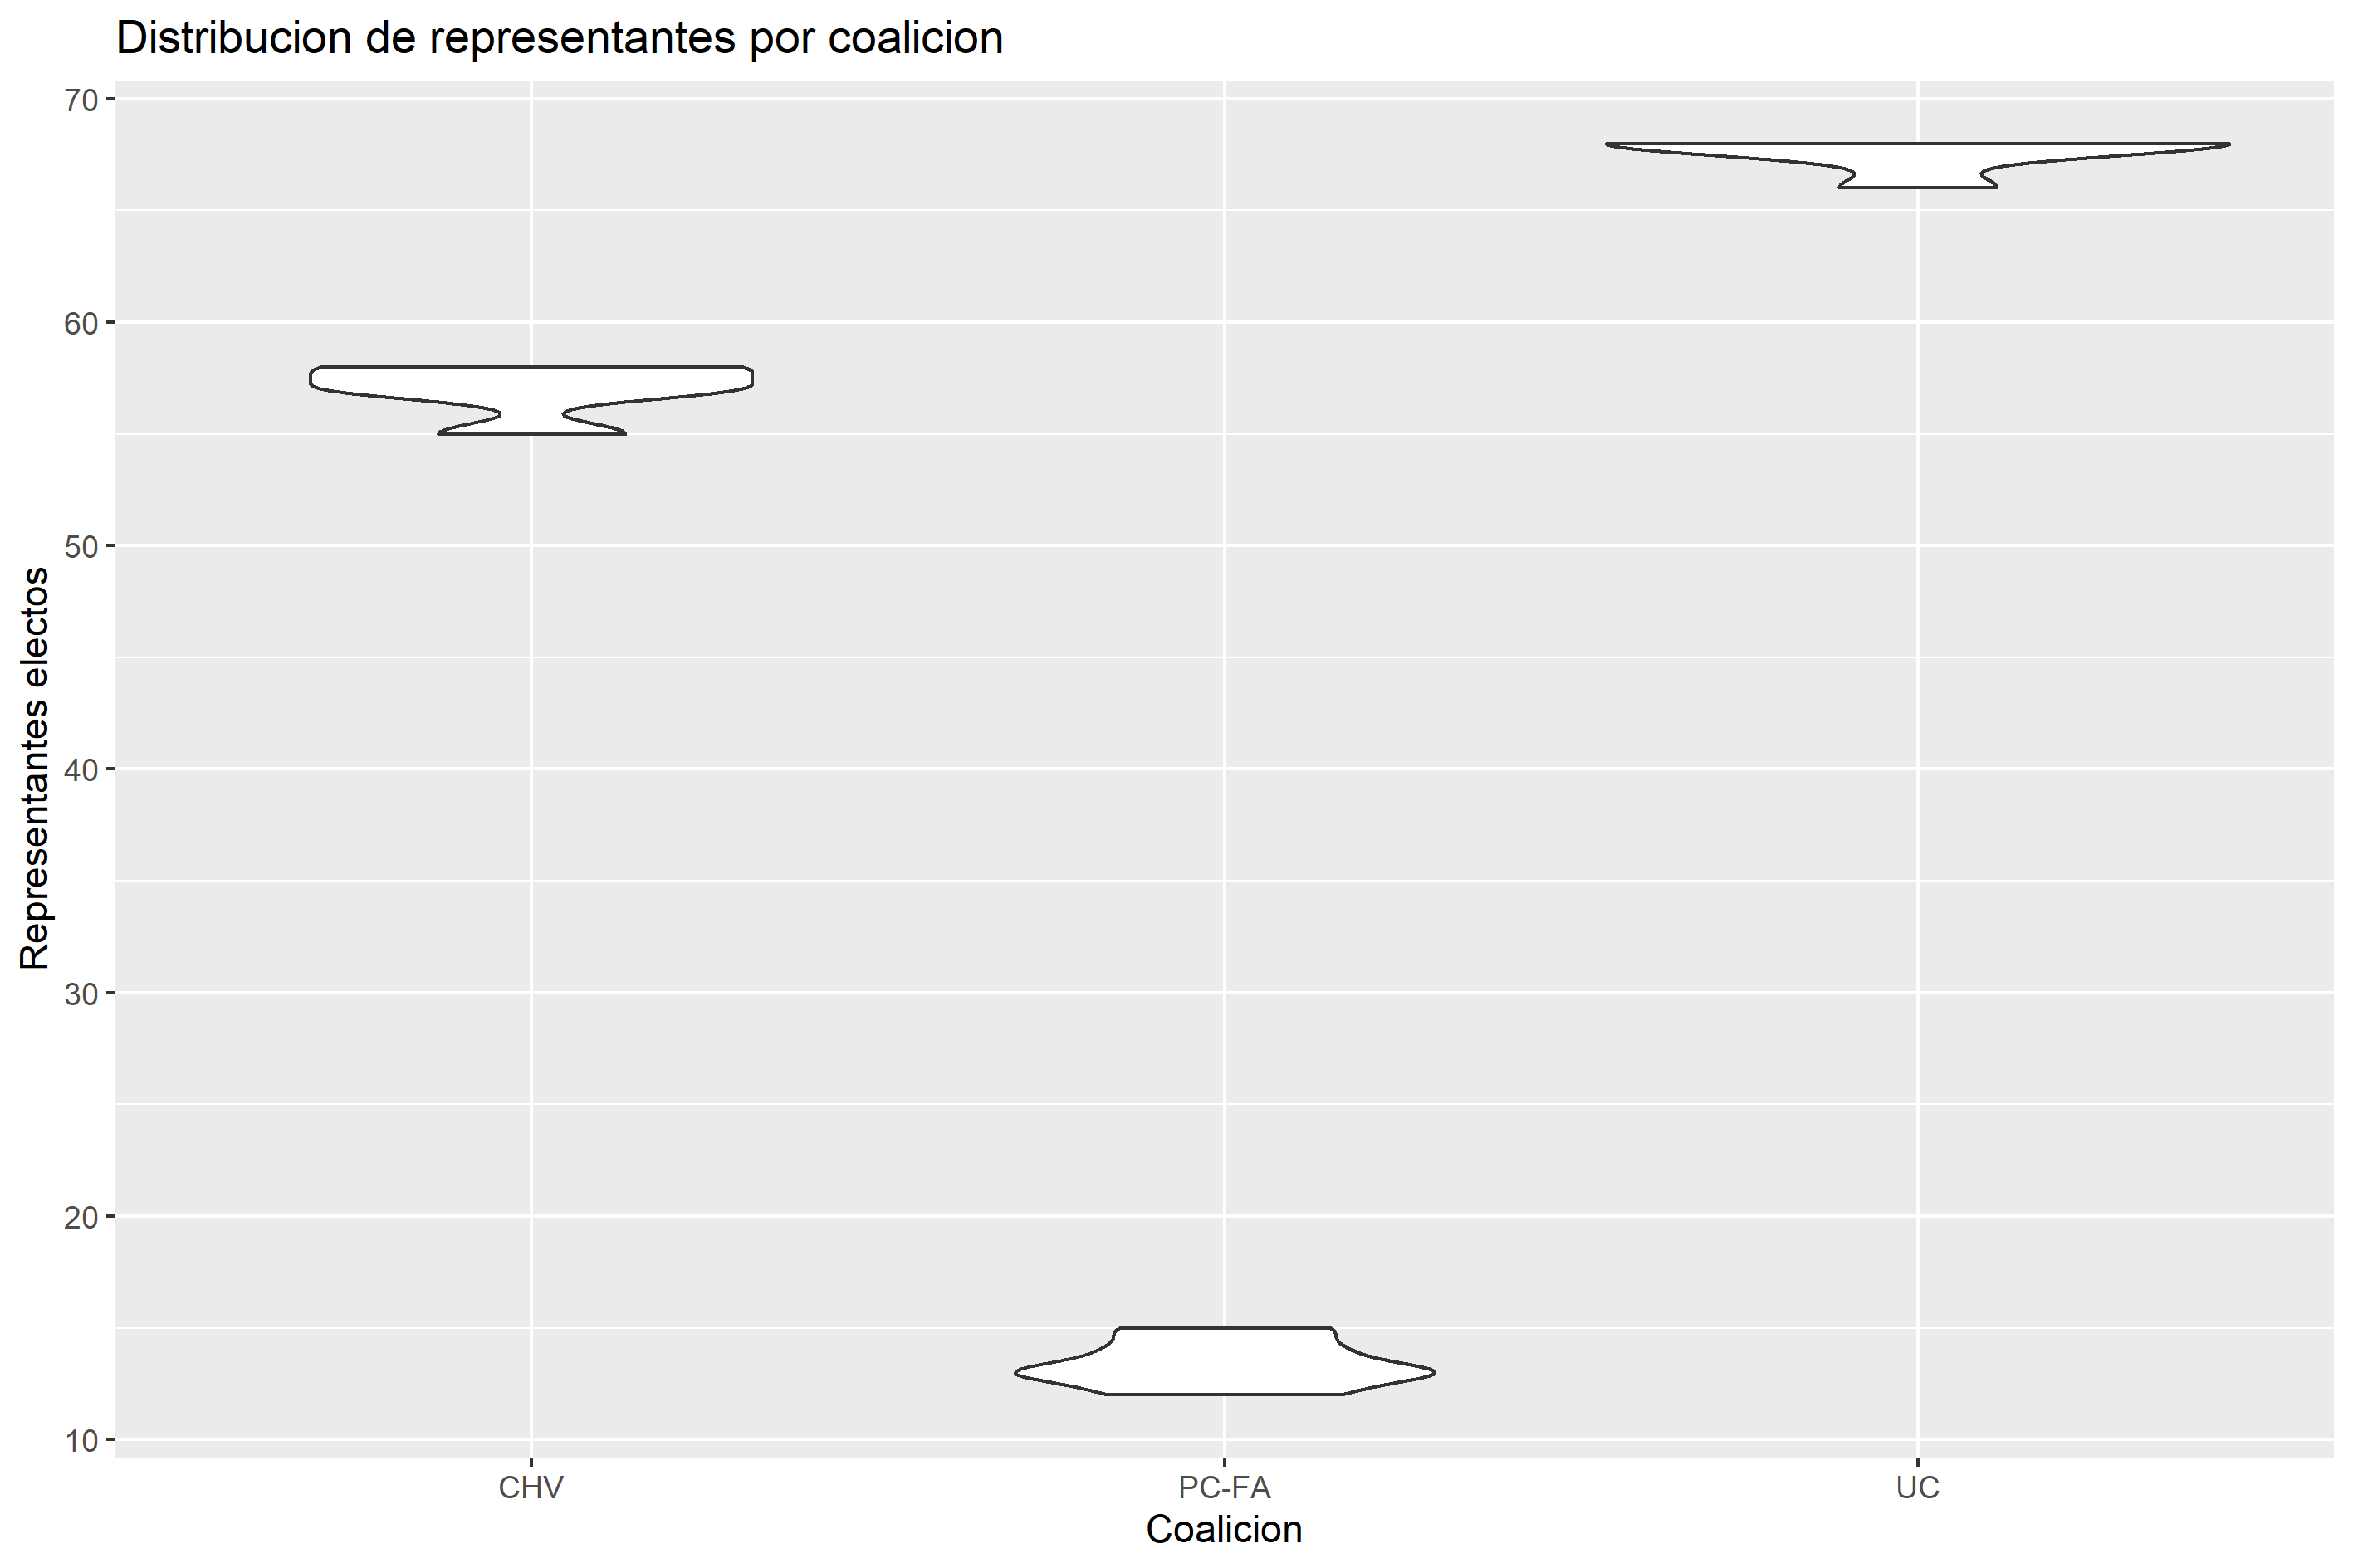 Distribucion de representantes por coalicion
Representantes electos
70
60
50
40
30
20
10
CHV
PC-FA
UC
Coalicion